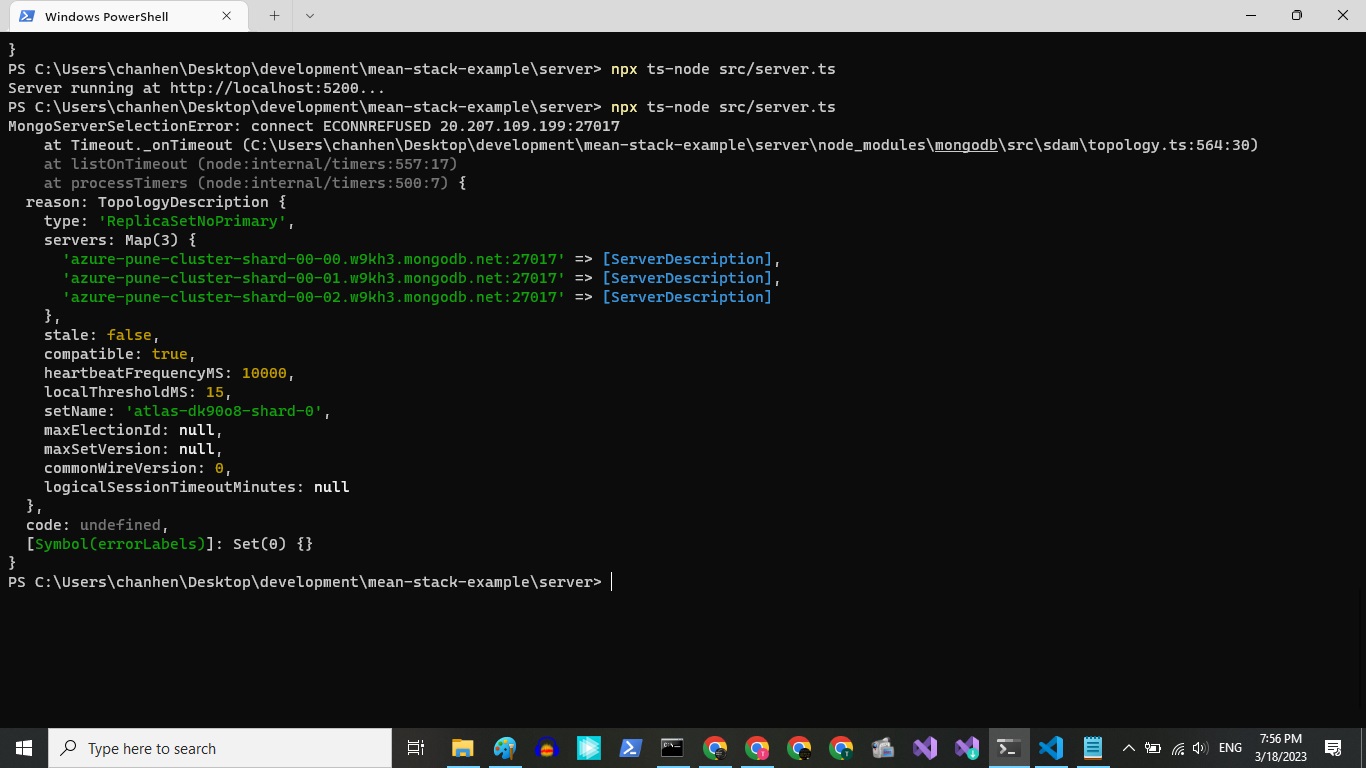 Windows PowerShell
}
PS C:\Users\chanhen\Desktop\development\mean-stack-example\server> npx ts-node src/server.ts
Server running at http://localhost:5200...
PS C:\Users\chanhen\Desktop\development\mean-stack-example\server> npx ts-node src/server.ts
MongoServerSelectionError: connect ECONNREFUSED 20.207.109.199:27017
    at Timeout._onTimeout (C:\Users\chanhen\Desktop\development\mean-stack-example\server\node_modules\mongodb\src\sdam\topology.ts:564:30)
    at listOnTimeout (node:internal/timers:557:17)
    at processTimers (node:internal/timers:500:7) {
  reason: TopologyDescription {
    type: 'ReplicaSetNoPrimary',
    servers: Map(3) {
      'azure-pune-cluster-shard-00-00.w9kh3.mongodb.net:27017' => [ServerDescription],
      'azure-pune-cluster-shard-00-01.w9kh3.mongodb.net:27017' => [ServerDescription],
      'azure-pune-cluster-shard-00-02.w9kh3.mongodb.net:27017' => [ServerDescription]
    },
    stale: false,
    compatible: true,
    heartbeatFrequencyMS: 10000,
    localThresholdMS: 15,
    setName: 'atlas-dk90o8-shard-0',
    maxElectionId: null,
    maxSetVersion: null,
    commonWireVersion: 0,
    logicalSessionTimeoutMinutes: null
  },
  code: undefined,
  [Symbol(errorLabels)]: Set(0) {}
}
PS C:\Users\chanhen\Desktop\development\mean-stack-example\server>
Type here to search
ENG
7:56 PM
3/18/2023